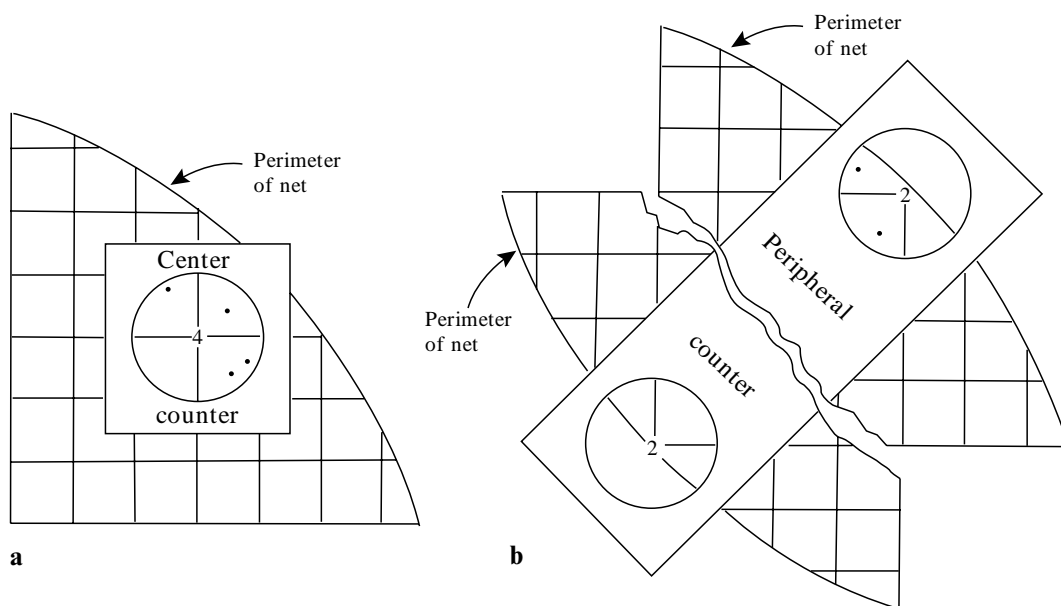 Perimeter
of net
Center
4
counter
a
Perimeter
of net
2
Peripheral
Perimeter
of net
counter
2
b